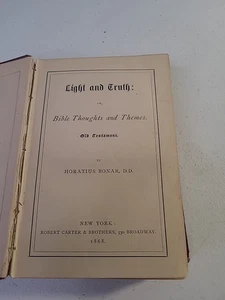 Light and Truth:
or,
Bible Thoughts and Themes.
Old Testament.
BY
HORATIUS BONAR, D.D.
NEW YORK:
ROBERT CARTER & BROTHERS, 530 BROADWAY,
1868.